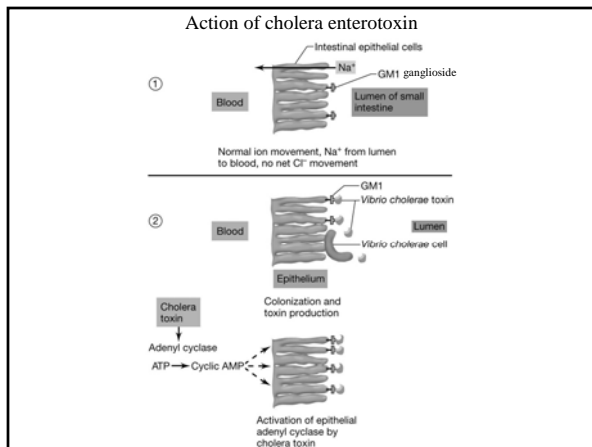 Action of cholera enterotoxin
Intestinal epithelial cells
Na⁺
GM1 ganglioside
①
Blood
Lumen of small
intestine
Normal ion movement, Na⁺ from lumen
to blood, no net Cl⁻ movement
GM1
Vibrio cholerae toxin
②
Blood
Lumen
Vibrio cholerae cell
Epithelium
Colonization and
toxin production
Cholera
toxin
Adenyl cyclase
ATP Cyclic AMP
Activation of epithelial
adenyl cyclase by
cholera toxin